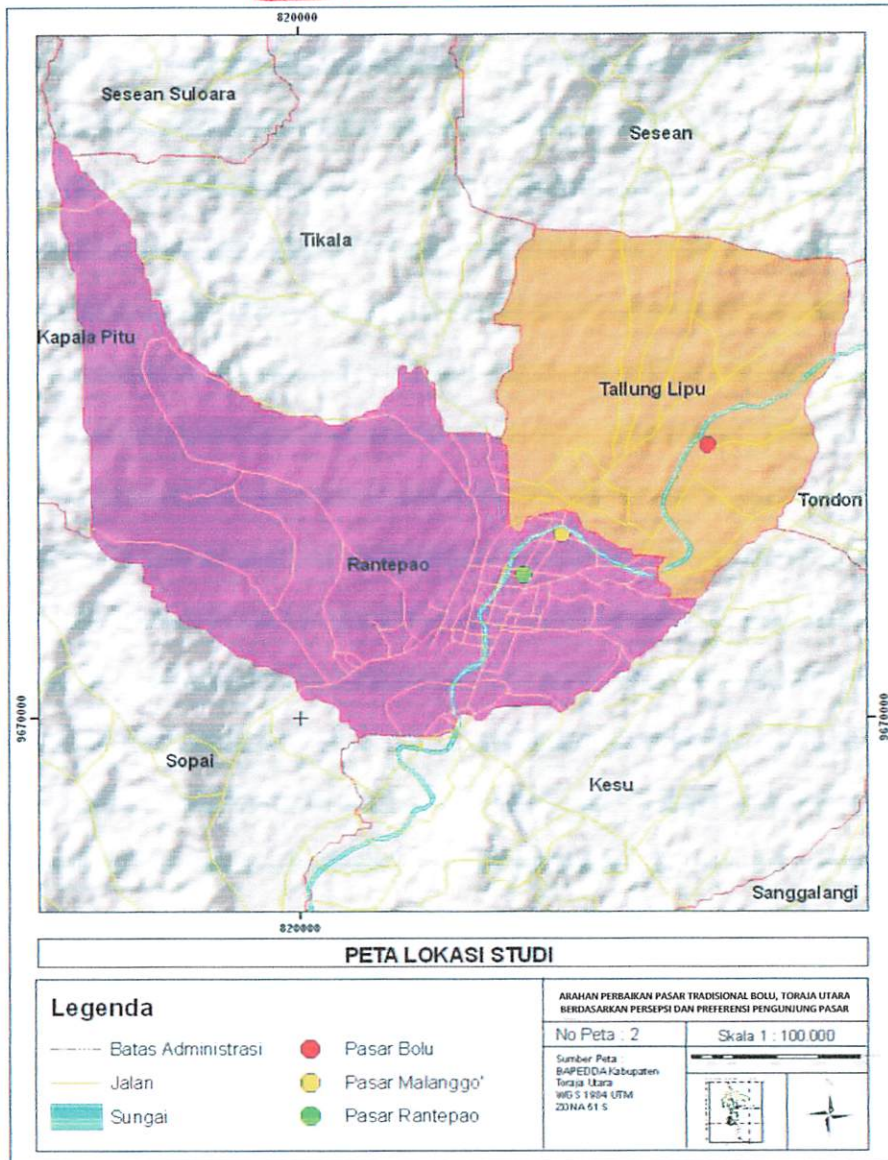 820000
Sesean Suloara
Sesean
Tikala
Kapala Pitu
Tallung Lipu
Tondon
Rantepao
9670000
9670000
Sopai
Kesu
Sanggalangi
820000
PETA LOKASI STUDI
Legenda
Batas Administrasi
Jalan
Sungai
Pasar Bolu
Pasar Malanggo'
Pasar Rantepao
ARAHAN PERBAIKAN PASAR TRADISIONAL BOLU, TORAJA UTARA
BERDASARKAN PERSEPSI DAN PREFERENSI PENGUNJUNG PASAR
No Peta : 2
Skala 1 : 100.000
Sumber Peta :
BAPEDDA Kabupaten
Toraja Utara
WGS 1984 UTM
ZONA 51 S